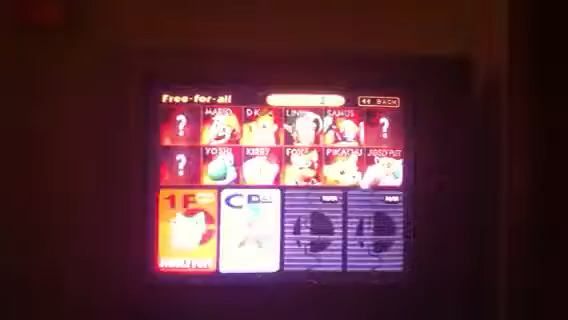 Free-for-all
◄◄ BACK
? MARIO DK LINK SAMUS ?
? YOSHI KIRBY FOX PIKACHU JIGGLYPUFF
1P CP